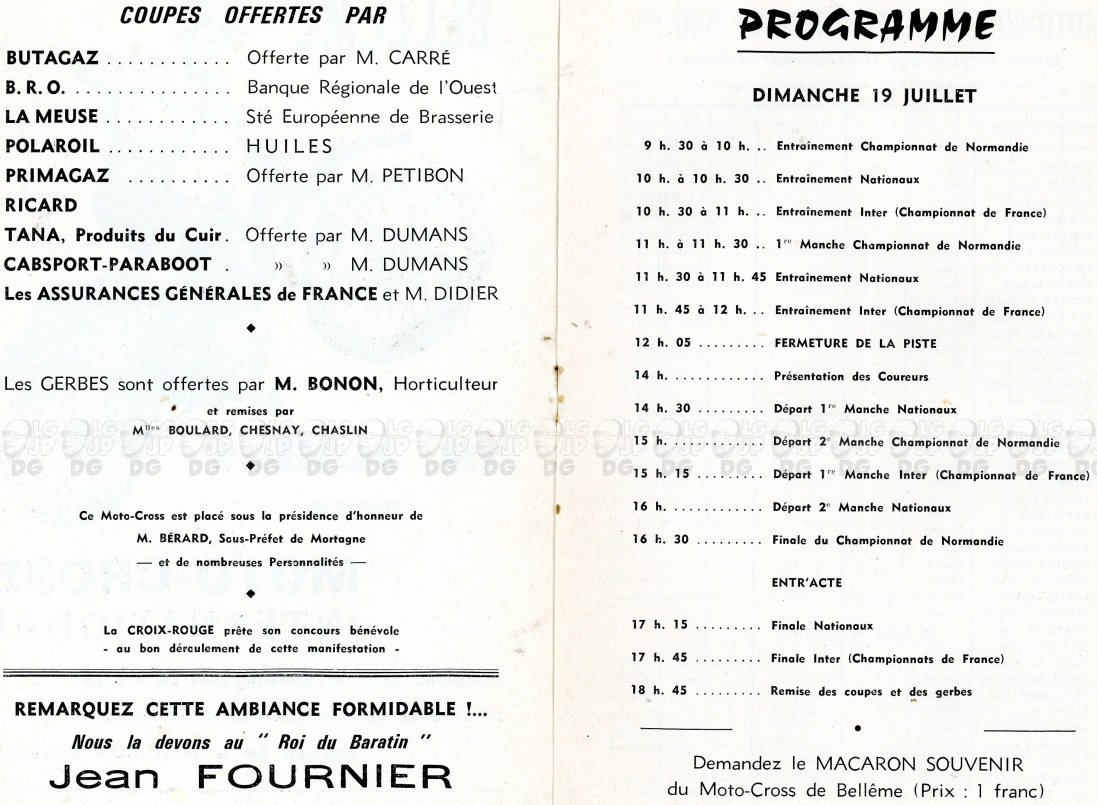 COUPES OFFERTES PAR
BUTAGAZ ............ Offerte par M. CARRÉ
B. R. O. ............... Banque Régionale de l'Ouest
LA MEUSE ............ Sté Européenne de Brasserie
POLAROIL ............ HUILES
PRIMAGAZ .......... Offerte par M. PETIBON
RICARD
TANA, Produits du Cuir. Offerte par M. DUMANS
CABSPORT-PARABOOT . » » M. DUMANS
Les ASSURANCES GÉNÉRALES de FRANCE et M. DIDIER
Les GERBES sont offertes par M. BONON, Horticulteur
et remises par
Mlles BOULARD, CHESNAY, CHASLIN
Ce Moto-Cross est placé sous la présidence d'honneur de
M. BÉRARD, Sous-Préfet de Mortagne
— et de nombreuses Personnalités —
La CROIX-ROUGE prête son concours bénévole
- au bon déroulement de cette manifestation -
REMARQUEZ CETTE AMBIANCE FORMIDABLE !...
Nous la devons au " Roi du Baratin "
Jean FOURNIER
PROGRAMME
DIMANCHE 19 JUILLET
9 h. 30 à 10 h. .. Entraînement Championnat de Normandie
10 h. à 10 h. 30 .. Entraînement Nationaux
10 h. 30 à 11 h. .. Entraînement Inter (Championnat de France)
11 h. à 11 h. 30 .. 1re Manche Championnat de Normandie
11 h. 30 à 11 h. 45 Entraînement Nationaux
11 h. 45 à 12 h. .. Entraînement Inter (Championnat de France)
12 h. 05 ......... FERMETURE DE LA PISTE
14 h. ............ Présentation des Coureurs
14 h. 30 ......... Départ 1re Manche Nationaux
15 h. ............ Départ 2e Manche Championnat de Normandie
15 h. 15 ......... Départ 1re Manche Inter (Championnat de France)
16 h. ............ Départ 2e Manche Nationaux
16 h. 30 ......... Finale du Championnat de Normandie
ENTR'ACTE
17 h. 15 ......... Finale Nationaux
17 h. 45 ......... Finale Inter (Championnats de France)
18 h. 45 ......... Remise des coupes et des gerbes
Demandez le MACARON SOUVENIR
du Moto-Cross de Bellême (Prix : 1 franc)